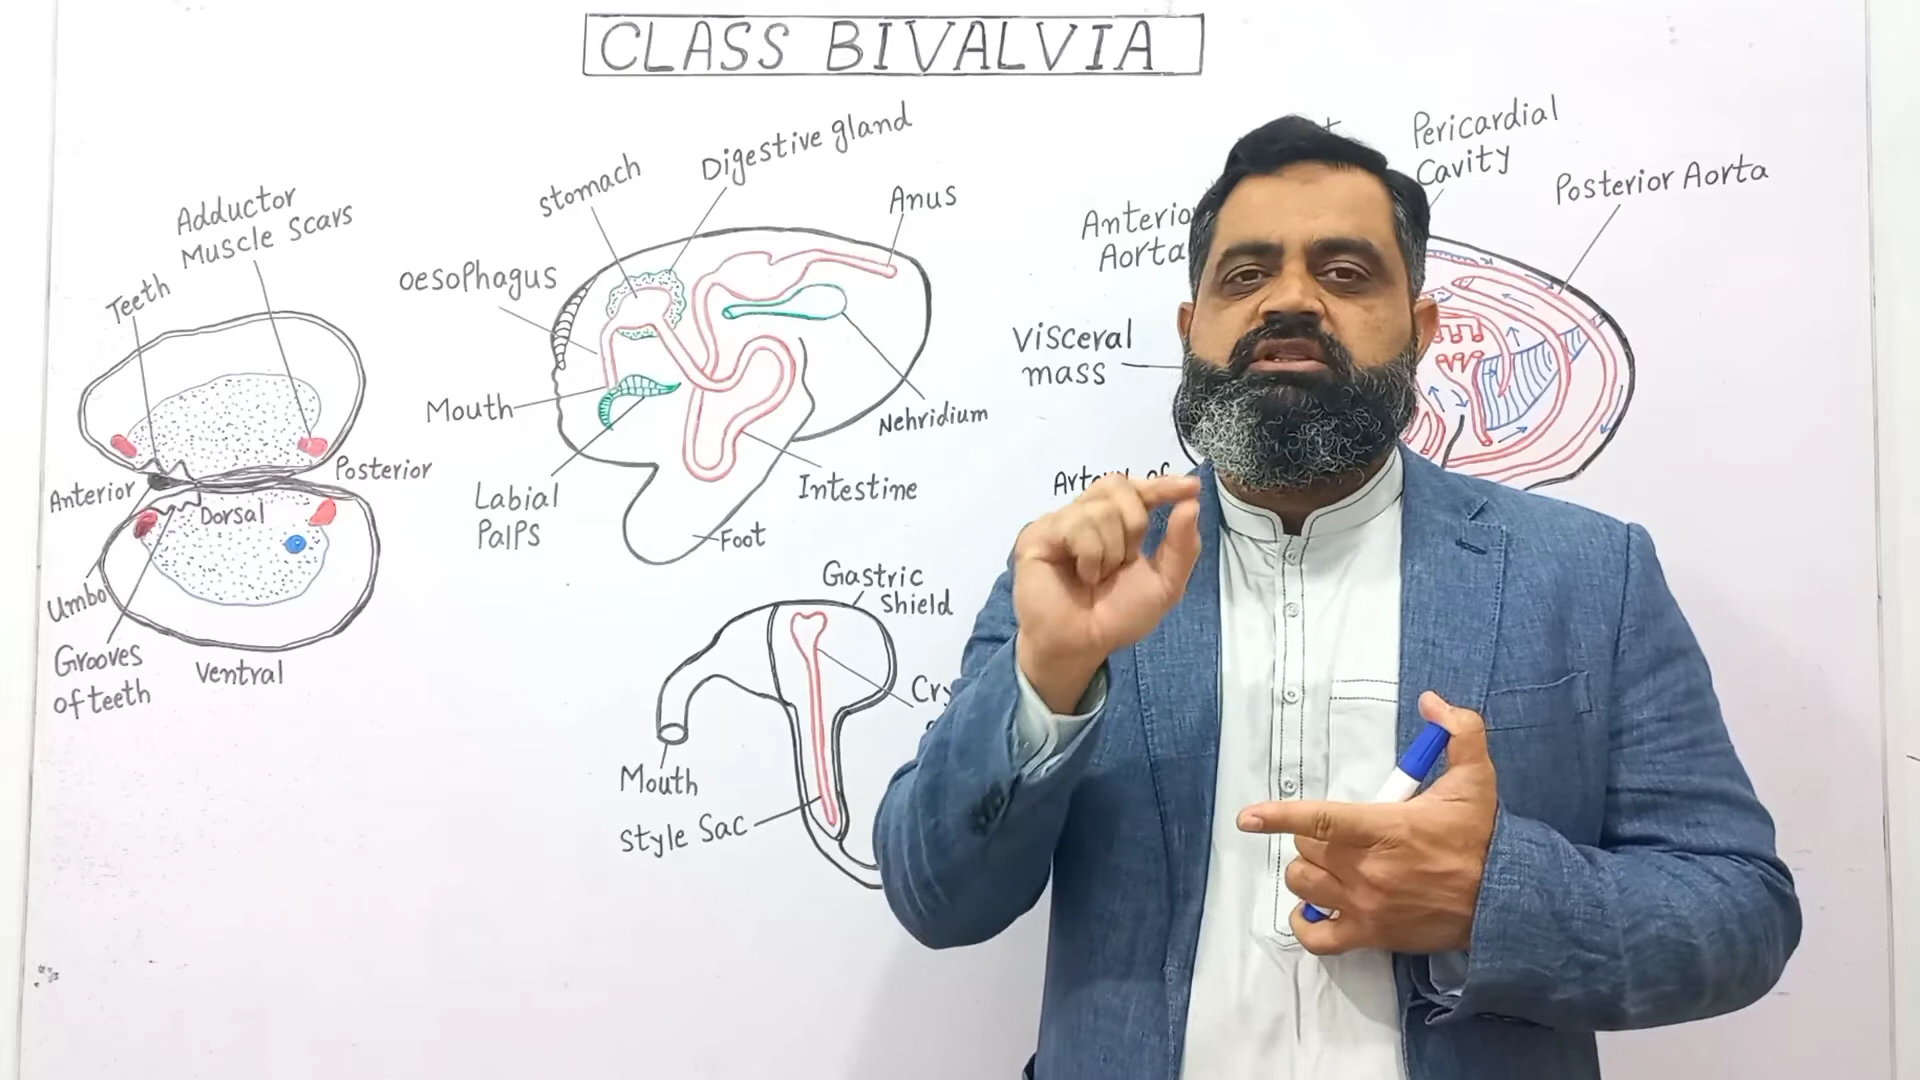 CLASS BIVALVIA
Adductor
Muscle Scars
Teeth
Anterior
Posterior
Dorsal
Umbo
Grooves
of teeth
Ventral
stomach
Digestive gland
Anus
Oesophagus
Mouth
Labial
Palps
Nehridium
Intestine
Foot
Gastric
Shield
Mouth
Style Sac
Pericardial
Cavity
Posterior Aorta
Aorta
Visceral
mass